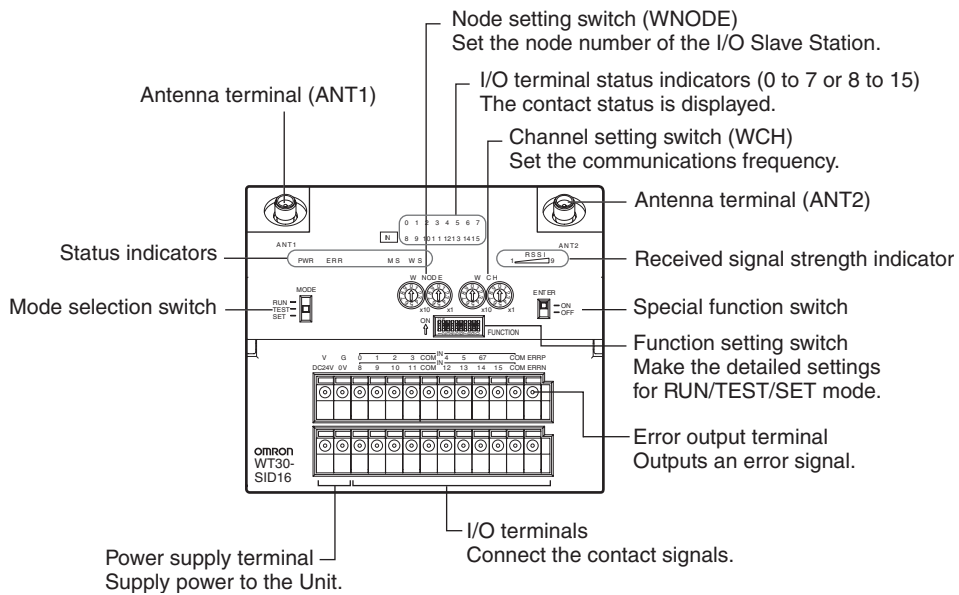 Node setting switch (WNODE)
Set the node number of the I/O Slave Station.
I/O terminal status indicators (0 to 7 or 8 to 15)
The contact status is displayed.
Antenna terminal (ANT1)
Channel setting switch (WCH)
Set the communications frequency.
Antenna terminal (ANT2)
0 1 2 3 4 5 6 7
IN 8 9 10 11 12 13 14 15
ANT1
ANT2
Status indicators
PWR ERR MS WS
RSSI
1 9
Received signal strength indicator
W NODE W CH
MODE
ENTER
Mode selection switch
RUN
TEST
SET
x10 x1 x10 x1
ON
OFF
Special function switch
ON
FUNCTION
Function setting switch
Make the detailed settings
for RUN/TEST/SET mode.
IN
V G 0 1 2 3 COM 4 5 67 COM ERRP
IN
DC24V 0V 8 9 10 11 COM 12 13 14 15 COM ERRN
Error output terminal
Outputs an error signal.
OMRON
WT30-
SID16
I/O terminals
Connect the contact signals.
Power supply terminal
Supply power to the Unit.